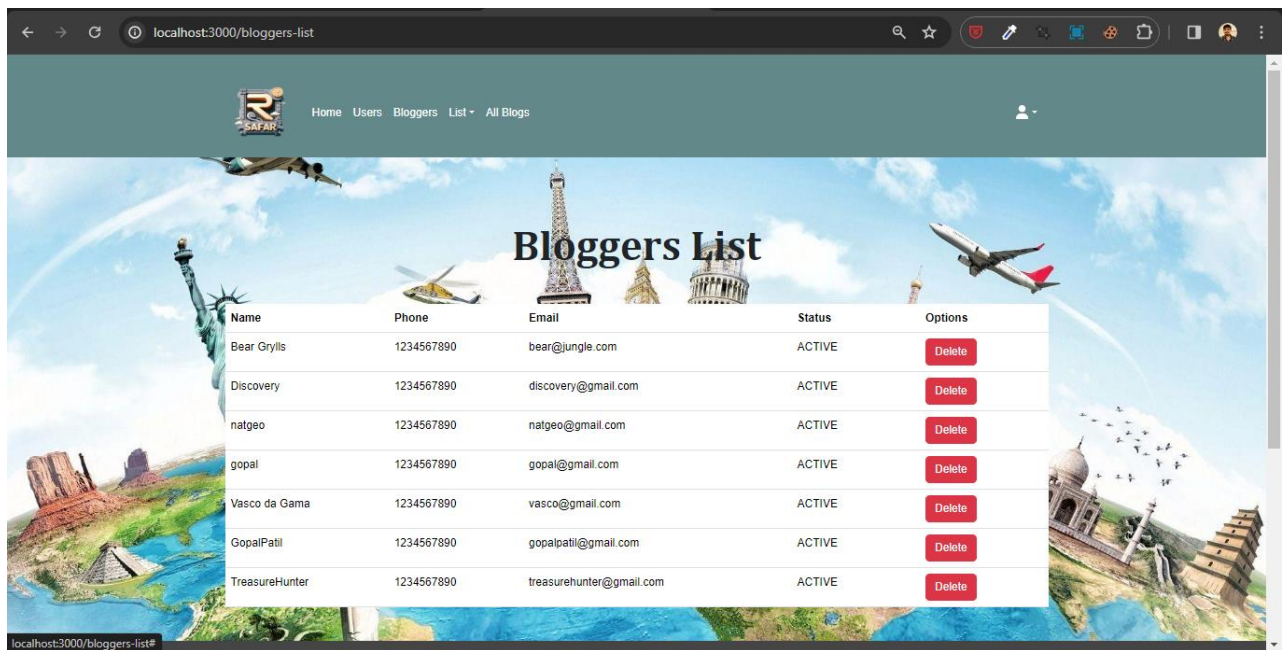 localhost:3000/bloggers-list
R
SAFAR
Home Users Bloggers List All Blogs
Bloggers List
Name Phone Email Status Options
Bear Grylls 1234567890 bear@jungle.com ACTIVE Delete
Discovery 1234567890 discovery@gmail.com ACTIVE Delete
natgeo 1234567890 natgeo@gmail.com ACTIVE Delete
gopal 1234567890 gopal@gmail.com ACTIVE Delete
Vasco da Gama 1234567890 vasco@gmail.com ACTIVE Delete
GopalPatil 1234567890 gopalpatil@gmail.com ACTIVE Delete
TreasureHunter 1234567890 treasurehunter@gmail.com ACTIVE Delete
localhost:3000/bloggers-list#